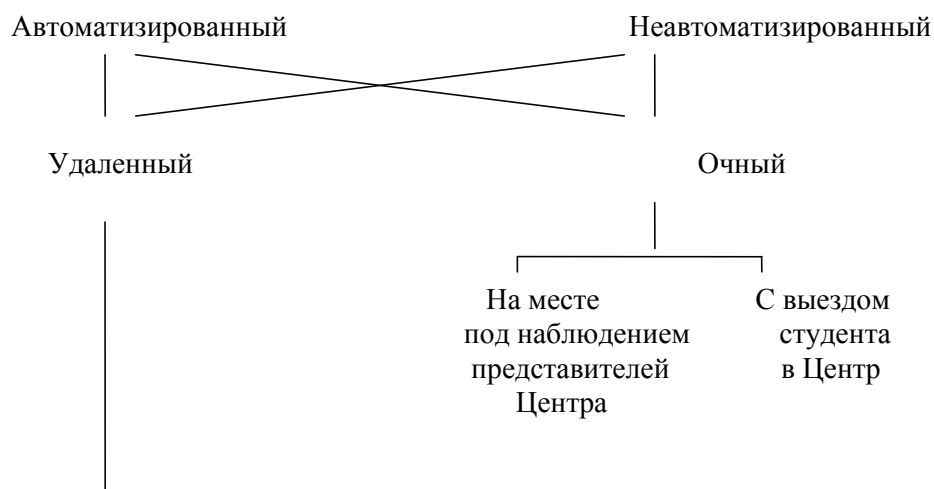 Автоматизированный Неавтоматизированный
Удаленный Очный
На месте
под наблюдением
представителей
Центра
С выездом
студента
в Центр